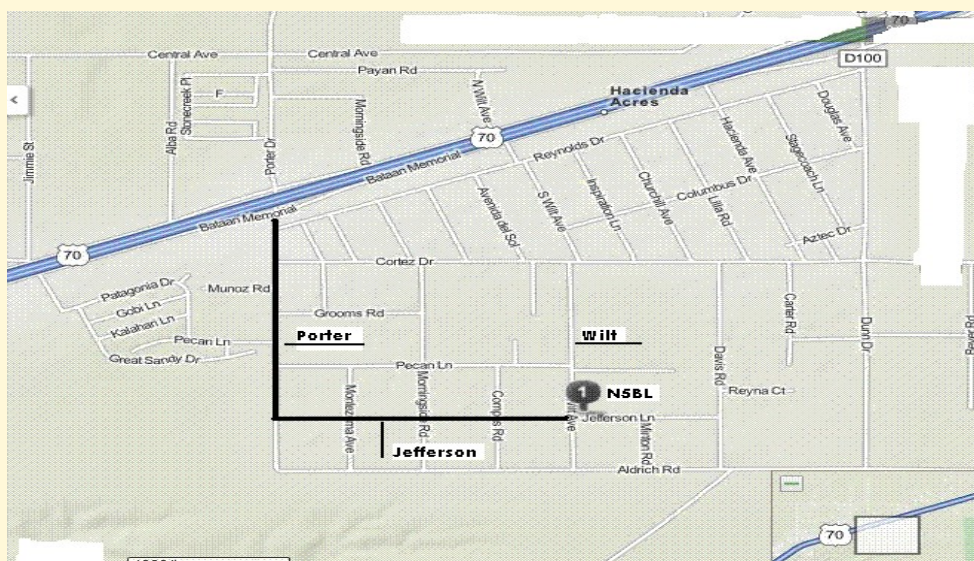 70
D100
Central Ave
Central Ave
Payan Rd
Hacienda
Acres
Jimmie St
Alba Rd
Stonecreek Pl
F
Porter Dr
Morningside Rd
N Wilt Ave
70
Bataan Memorial
Bataan Memorial
Reynolds Dr
Douglas Ave
Stagecoach Ln
Hacienda Ave
Columbus Dr
Lilla Rd
Churchill Ave
Inspiration Ln
S Wilt Ave
Avenida del Sol
Aztec Dr
70
Cortez Dr
Patagonia Dr
Munoz Rd
Gobi Ln
Kalahari Ln
Grooms Rd
Pecan Ln
Great Sandy Dr
Porter
Wilt
Carter Rd
Dunn Dr
Davis Rd
Pecan Ln
Reyna Ct
Montezuma Ave
Morningside Rd
Compos Rd
1
N5BL
Wilt Ave
Jefferson Ln
Minton Rd
Jefferson
Aldrich Rd
70